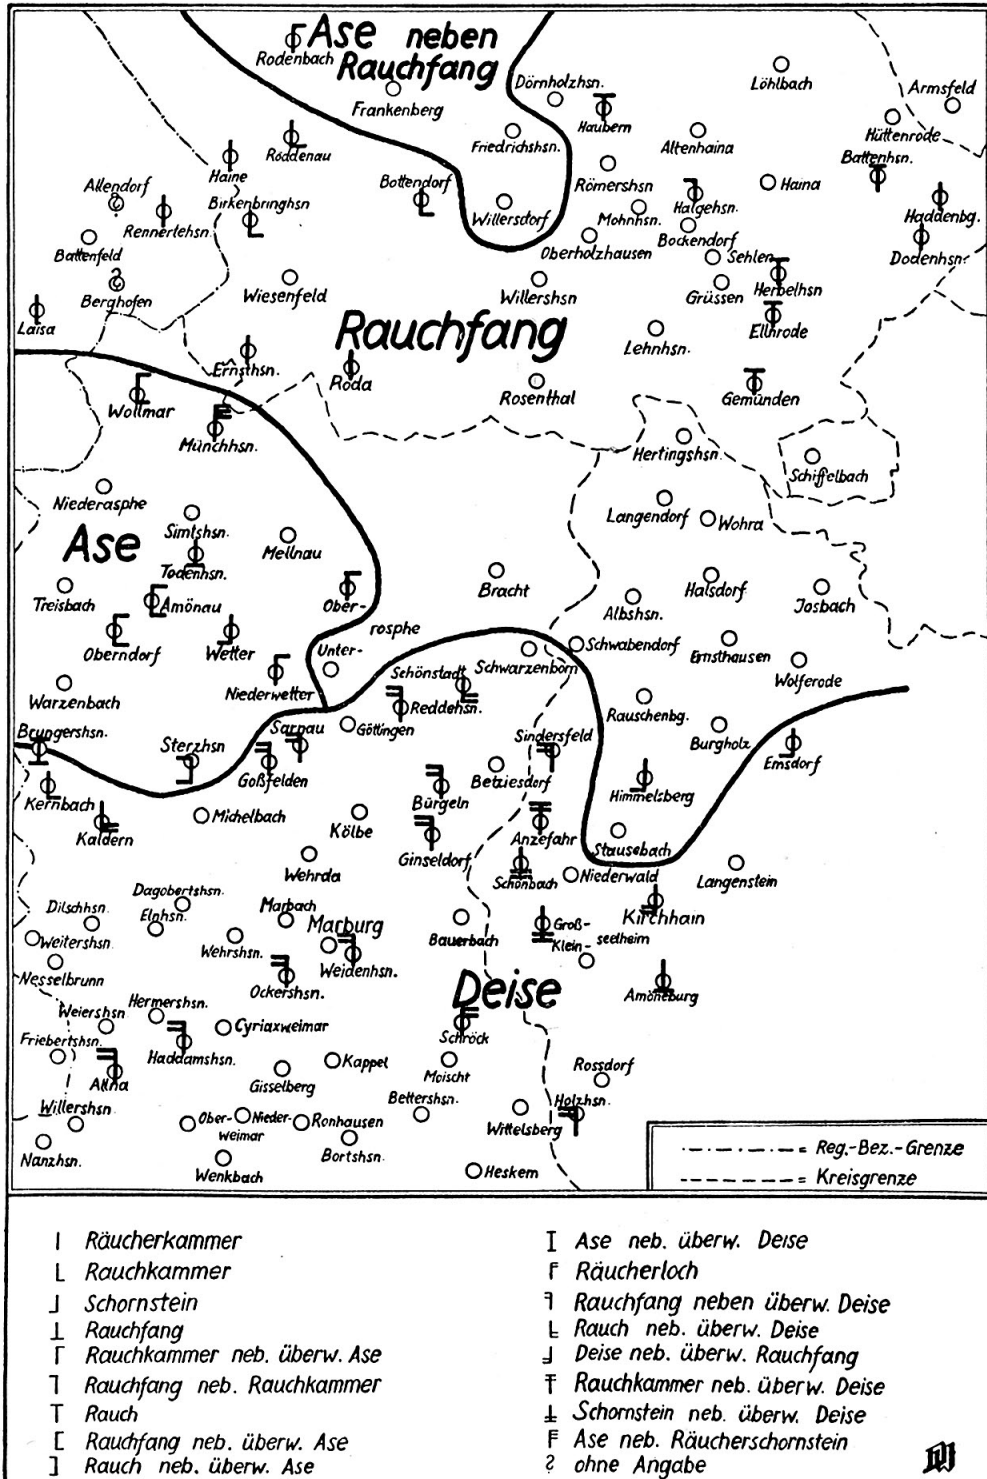 Ase neben
Rauchfang
Rodenbach
Frankenberg
Dörnholzhsn.
Löhlbach
Armsfeld
Haubern
Hüttenrode
Friedrichshsn.
Altenhaina
Battenhsn.
Röddenau
Haine
Bottendorf
Römershsn
Haina
Allendorf
Birkenbringhsn
Rennertehsn.
Willersdorf
Mohnhsn.
Halgehsn.
Haddenbg.
Battenfeld
Oberholzhausen
Bockendorf
Sehlen
Dodenhsn.
Berghofen
Wiesenfeld
Willershsn
Grüssen
Herbelhsn
Laisa
Rauchfang
Lehnhsn.
Ellnrode
Ernsthsn.
Roda
Rosenthal
Gemünden
Wollmar
Münchhsn.
Hertingshsn.
Schiffelbach
Niederasphe
Langendorf
Wohra
Simtshsn.
Ase
Mellnau
Todenhsn.
Treisbach
Amönau
Ober-
Bracht
Albshsn.
Halsdorf
Josbach
rosphe
Oberndorf
Wetter
Unter-
Schwarzenborn
Schwabendorf
Ernsthausen
Wolferode
Warzenbach
Niederwetter
Schönstadt
Reddehsn.
Rauschenbg.
Brungershsn.
Sterzhsn
Sarnau
Göttingen
Sindersfeld
Burgholz
Emsdorf
Goßfelden
Betziesdorf
Himmelsberg
Kernbach
Bürgeln
Kaldern
Michelbach
Kölbe
Ginseldorf
Anzefahr
Stausebach
Wehrda
Schönbach
Niederwald
Langenstein
Dagobertshsn.
Dilschhsn.
Elnhsn.
Marbach
Marburg
Bauerbach
Groß-
Klein-
seelheim
Kirchhain
Weitershsn.
Wehrshsn.
Weidenhsn.
Nesselbrunn
Ockershsn.
Deise
Amöneburg
Hermershsn.
Weiershsn
Cyriaxweimar
Schröck
Friebertshsn.
Haddamshsn.
Kappel
Moischt
Rossdorf
Allna
Gisselberg
Willershsn.
Bettershsn.
Holzhsn.
Ober-
Nieder-
weimar
Ronhausen
Wittelsberg
Nanzhsn.
Bortshsn.
Wenkbach
Heskem
= Reg.-Bez.-Grenze
= Kreisgrenze
Räucherkammer
Rauchkammer
Schornstein
Rauchfang
Rauchkammer neb. überw. Ase
Rauchfang neb. Rauchkammer
Rauch
Rauchfang neb. überw. Ase
Rauch neb. überw. Ase
Ase neb. überw. Deise
Räucherloch
Rauchfang neben überw. Deise
Rauch neb. überw. Deise
Deise neb. überw. Rauchfang
Rauchkammer neb. überw. Deise
Schornstein neb. überw. Deise
Ase neb. Räucherschornstein
? ohne Angabe